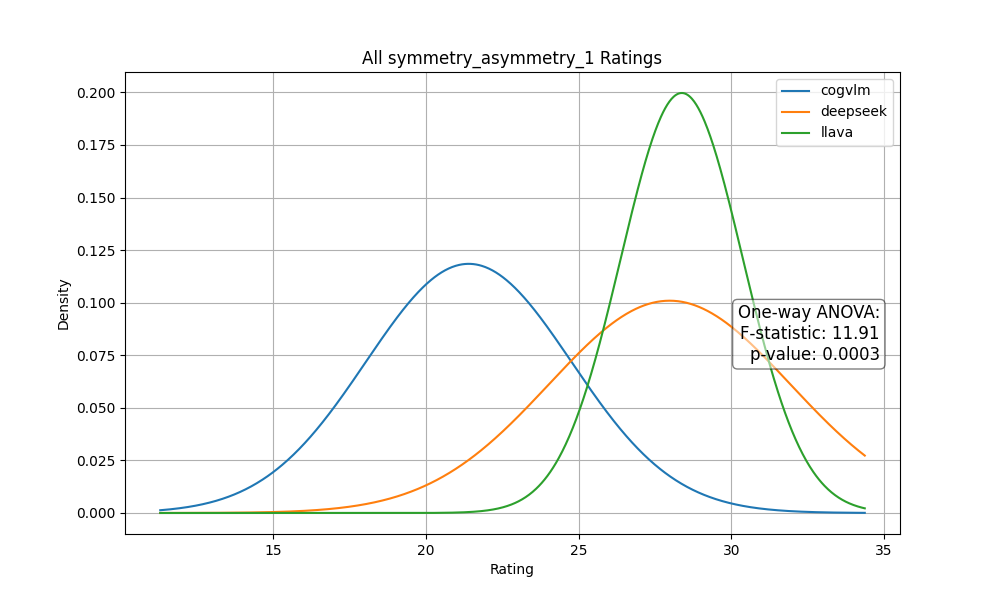 All symmetry_asymmetry_1 Ratings
cogvlm
deepseek
llava
One-way ANOVA:
F-statistic: 11.91
p-value: 0.0003
Density
0.200
0.175
0.150
0.125
0.100
0.075
0.050
0.025
0.000
15
20
25
30
35
Rating